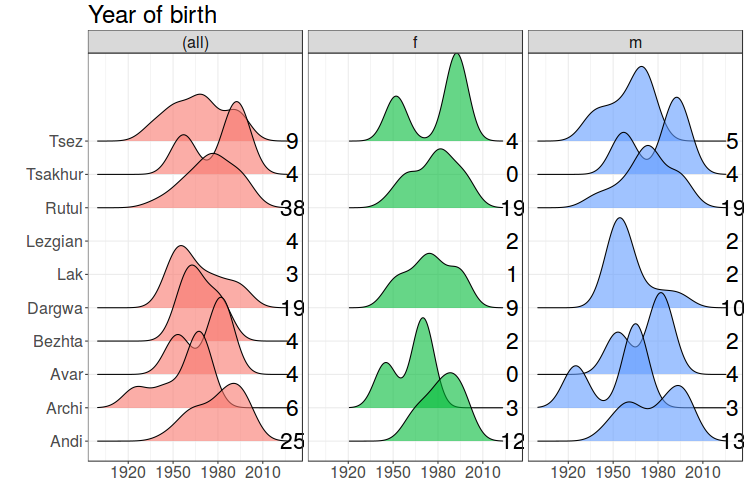 Year of birth
(all) f m
Tsez 9 4 5
Tsakhur 4 0 4
Rutul 38 19 19
Lezgian 4 2 2
Lak 3 1 2
Dargwa 19 9 10
Bezhta 4 2 2
Avar 4 0 4
Archi 6 3 3
Andi 25 12 13
1920 1950 1980 2010 1920 1950 1980 2010 1920 1950 1980 2010